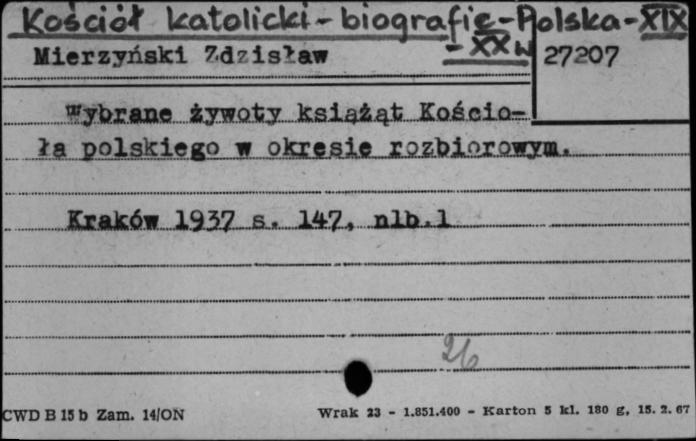 Kościół katolicki - biografie - Polska - XIX
- XX w
Mierzyński Zdzisław
27207
Wybrane żywoty książąt Kościo-
ła polskiego w okresie rozbiorowym.
Kraków 1937 s. 147, nlb.1
26
CWD B 15 b Zam. 14/ON
Wrak 23 - 1.851.400 - Karton 5 kl. 180 g, 15. 2. 67